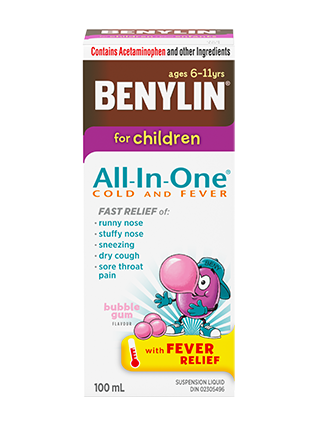 Contains Acetaminophen and other Ingredients
ages 6-11yrs
BENYLIN®
for children
All-In-One®
COLD AND FEVER
FAST RELIEF of:
• runny nose
• stuffy nose
• sneezing
• dry cough
• sore throat
pain
bubble
gum
FLAVOUR
with FEVER
RELIEF
100 mL
SUSPENSION LIQUID
DIN 02305496